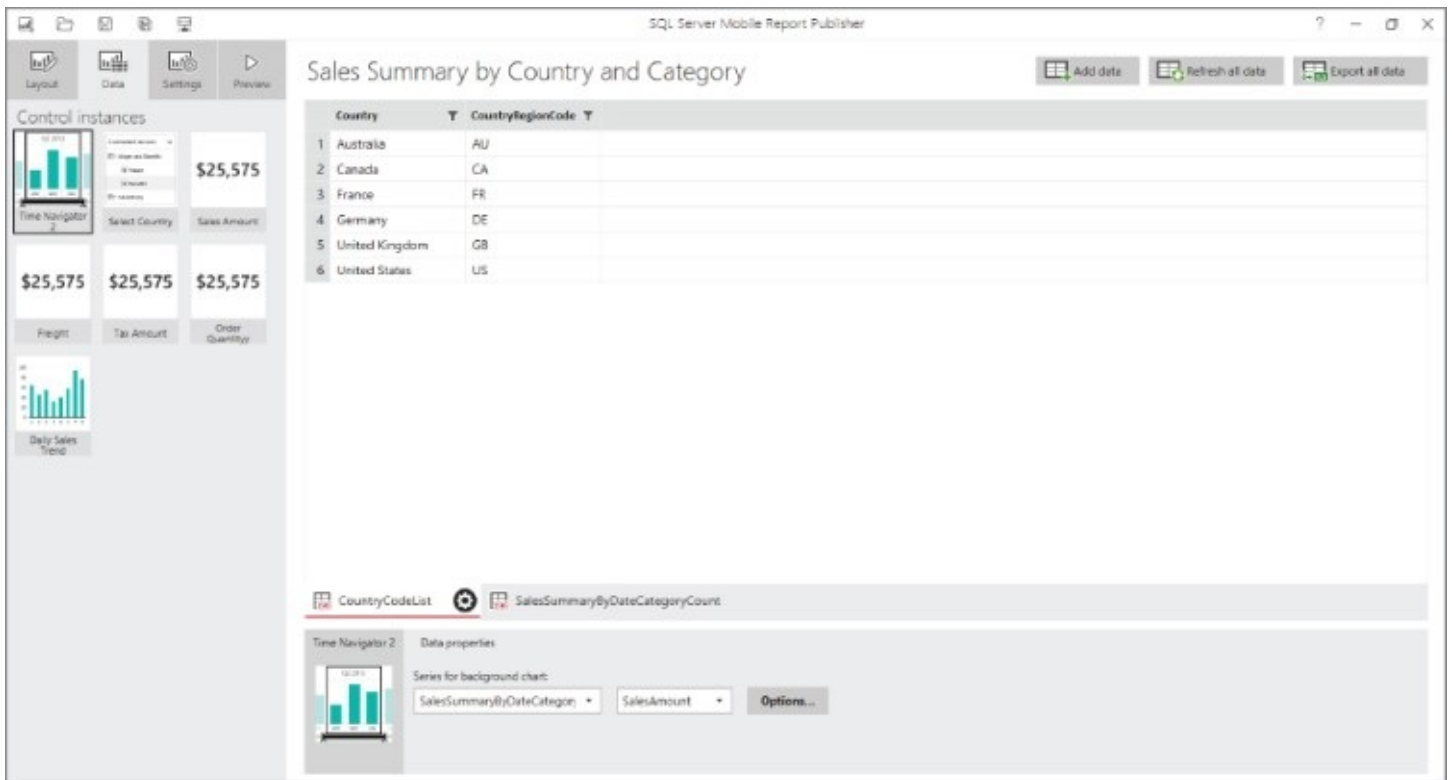 SQL Server Mobile Report Publisher
?
Layout
Data
Settings
Preview
Sales Summary by Country and Category
Add data
Refresh all data
Export all data
Control instances
Time Navigator
2
Select Country
$25,575
Sales Amount
$25,575
Freight
$25,575
Tax Amount
$25,575
Order
Quantityy
Daily Sales
Trend
Country CountryRegionCode
1 Australia AU
2 Canada CA
3 France FR
4 Germany DE
5 United Kingdom GB
6 United States US
CountryCodeList
SalesSummaryByDateCategoryCount
Time Navigator 2
Data properties
Series for background chart:
SalesSummaryByDateCategory
SalesAmount
Options...